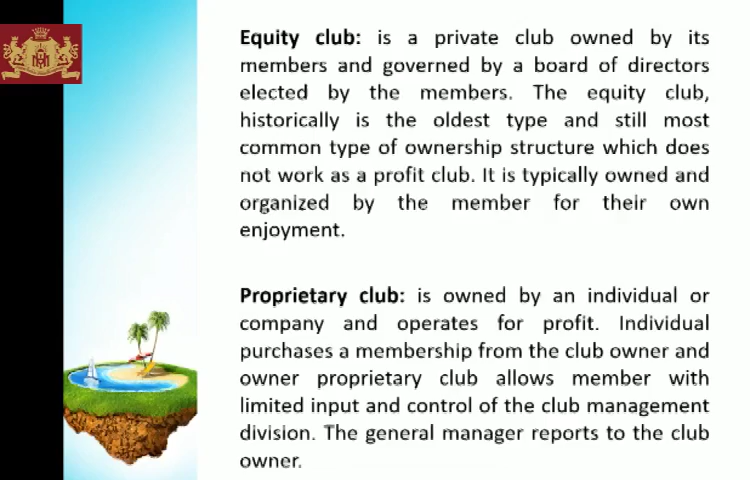 Equity club: is a private club owned by its
members and governed by a board of directors
elected by the members. The equity club,
historically is the oldest type and still most
common type of ownership structure which does
not work as a profit club. It is typically owned and
organized by the member for their own
enjoyment.
Proprietary club: is owned by an individual or
company and operates for profit. Individual
purchases a membership from the club owner and
owner proprietary club allows member with
limited input and control of the club management
division. The general manager reports to the club
owner.